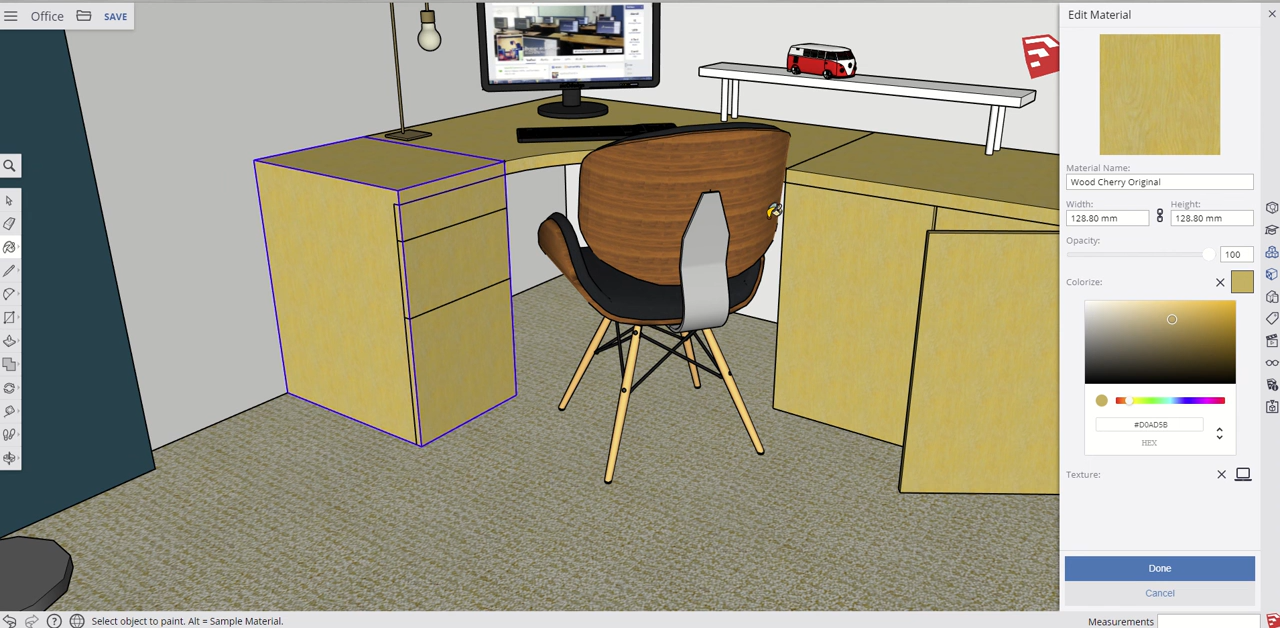 Office
SAVE
Edit Material
Material Name:
Wood Cherry Original
Width:
Height:
128.80 mm
128.80 mm
Opacity:
100
Colorize:
#D0AD5B
HEX
Texture:
Done
Cancel
Select object to paint. Alt = Sample Material.
Measurements